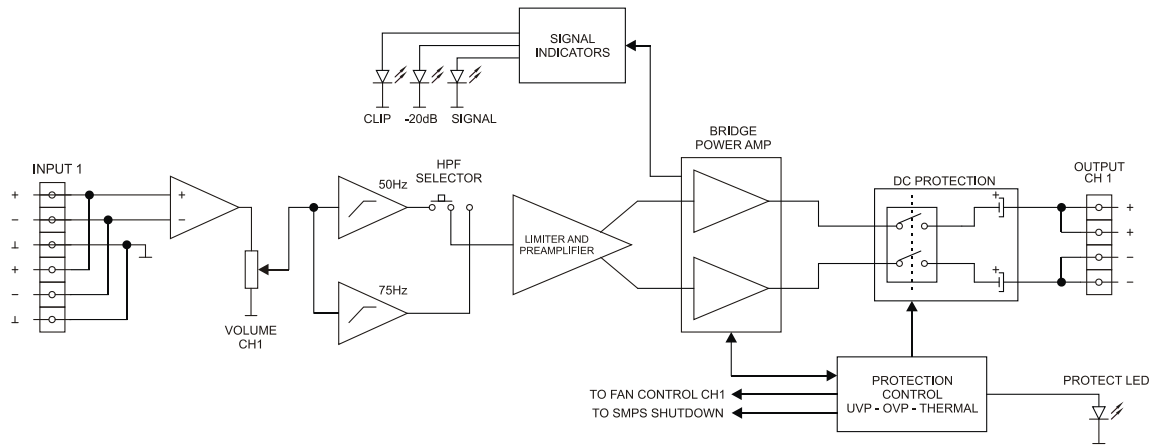 SIGNAL
INDICATORS
CLIP -20dB SIGNAL
BRIDGE
POWER AMP
INPUT 1
+
−
⊥
+
−
⊥
+
−
VOLUME
CH1
50Hz
75Hz
HPF
SELECTOR
LIMITER AND
PREAMPLIFIER
DC PROTECTION
+
+
OUTPUT
CH 1
+
+
−
−
PROTECTION
CONTROL
UVP - OVP - THERMAL
TO FAN CONTROL CH1
TO SMPS SHUTDOWN
PROTECT LED